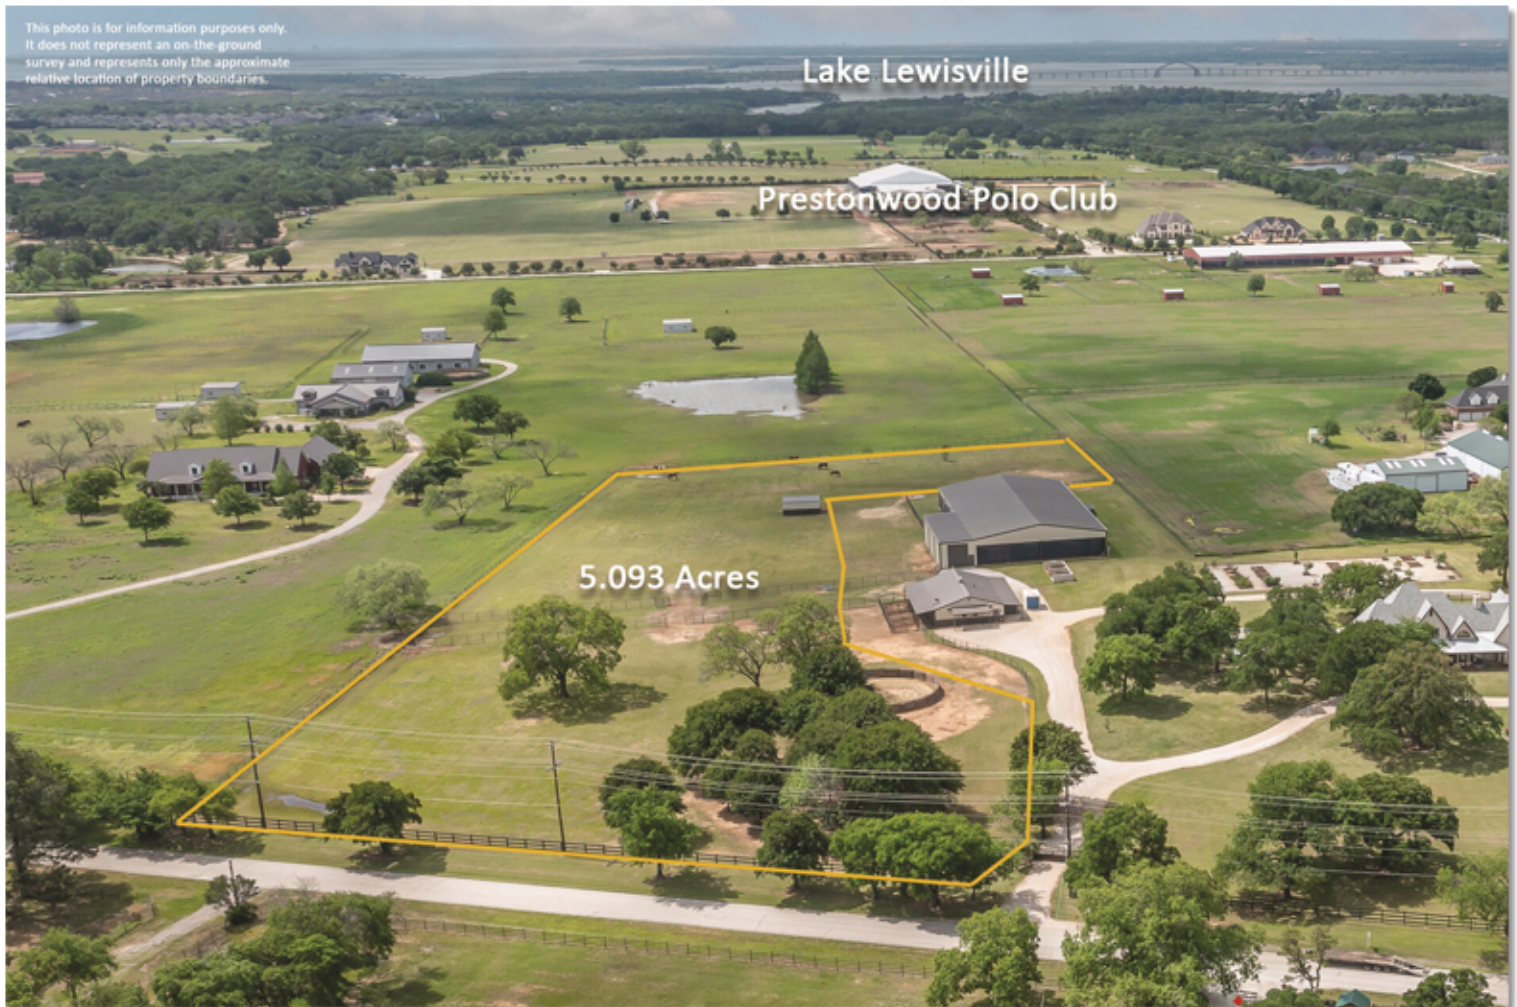 This photo is for information purposes only.
It does not represent an on-the-ground
survey and represents only the approximate
relative location of property boundaries.
Lake Lewisville
Prestonwood Polo Club
5.093 Acres